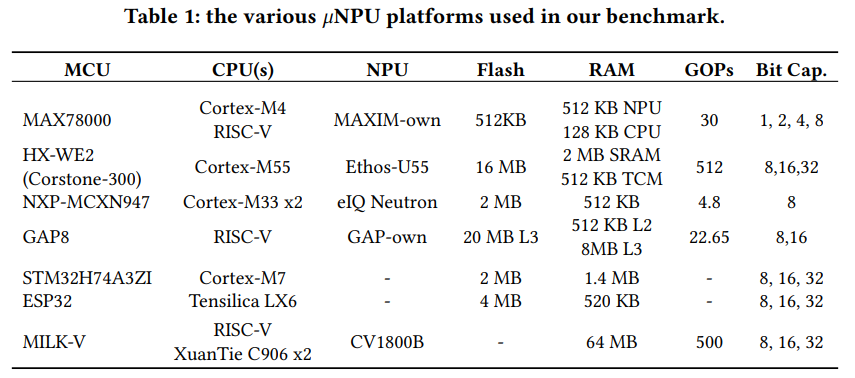 Table 1: the various μNPU platforms used in our benchmark.
MCU CPU(s) NPU Flash RAM GOPs Bit Cap.
MAX78000 Cortex-M4 RISC-V MAXIM-own 512KB 512 KB NPU 128 KB CPU 30 1, 2, 4, 8
HX-WE2 (Corstone-300) Cortex-M55 Ethos-U55 16 MB 2 MB SRAM 512 KB TCM 512 8,16,32
NXP-MCXN947 Cortex-M33 x2 eIQ Neutron 2 MB 512 KB 4.8 8
GAP8 RISC-V GAP-own 20 MB L3 512 KB L2 8MB L3 22.65 8,16
STM32H74A3ZI Cortex-M7 - 2 MB 1.4 MB - 8, 16, 32
ESP32 Tensilica LX6 - 4 MB 520 KB - 8, 16, 32
MILK-V RISC-V XuanTie C906 x2 CV1800B - 64 MB 500 8, 16, 32